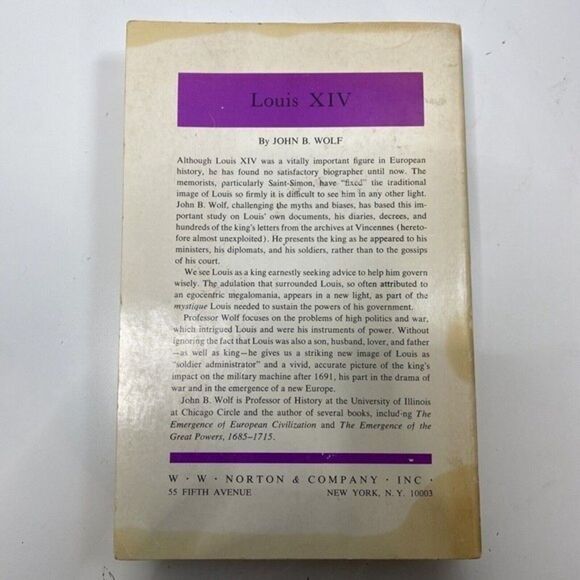 Louis XIV
By JOHN B. WOLF
Although Louis XIV was a vitally important figure in European
history, he has found no satisfactory biographer until now. The
memorists, particularly Saint-Simon, have "fixed" the traditional
image of Louis so firmly it is difficult to see him in any other light.
John B. Wolf, challenging the myths and biases, has based this im-
portant study on Louis' own documents, his diaries, decrees, and
hundreds of the king's letters from the archives at Vincennes (hereto-
fore almost unexploited). He presents the king as he appeared to his
ministers, his diplomats, and his soldiers, rather than to the gossips
of his court.
We see Louis as a king earnestly seeking advice to help him govern
wisely. The adulation that surrounded Louis, so often attributed to
an egocentric megalomania, appears in a new light, as part of the
mystique Louis needed to sustain the powers of his government.
Professor Wolf focuses on the problems of high politics and war,
which intrigued Louis and were his instruments of power. Without
ignoring the fact that Louis was also a son, husband, lover, and father
—as well as king—he gives us a striking new image of Louis as
"soldier administrator" and a vivid, accurate picture of the king's
impact on the military machine after 1691, his part in the drama of
war and in the emergence of a new Europe.
John B. Wolf is Professor of History at the University of Illinois
at Chicago Circle and the author of several books, includ·ng The
Emergence of European Civilization and The Emergence of the
Great Powers, 1685-1715.
W · W · NORTON & COMPANY · INC ·
55 FIFTH AVENUE NEW YORK, N. Y. 10003